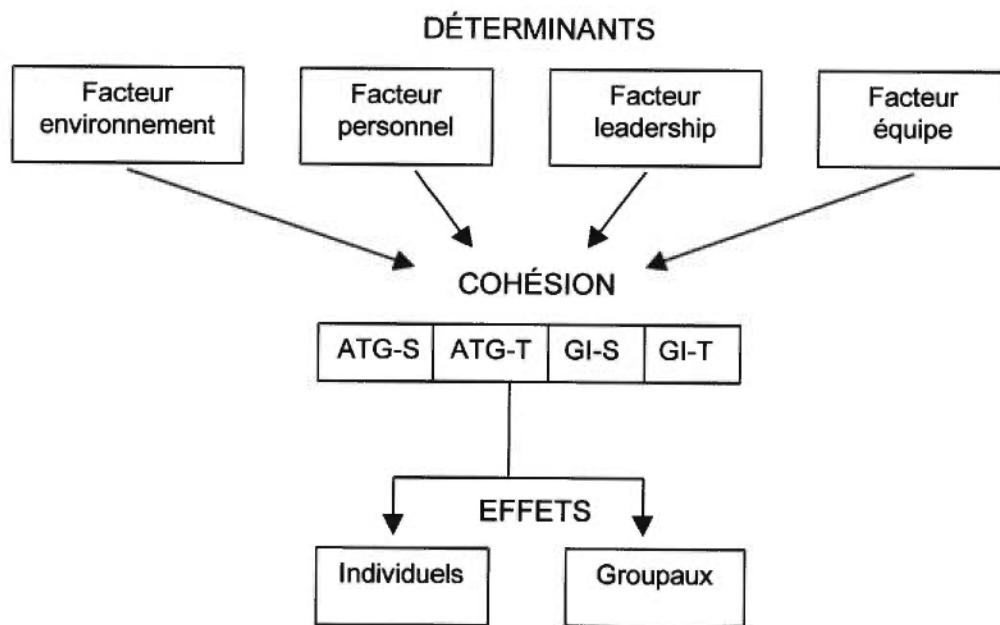 DÉTERMINANTS
Facteur
environnement
Facteur
personnel
Facteur
leadership
Facteur
équipe
COHÉSION
ATG-S ATG-T GI-S GI-T
EFFETS
Individuels
Groupaux